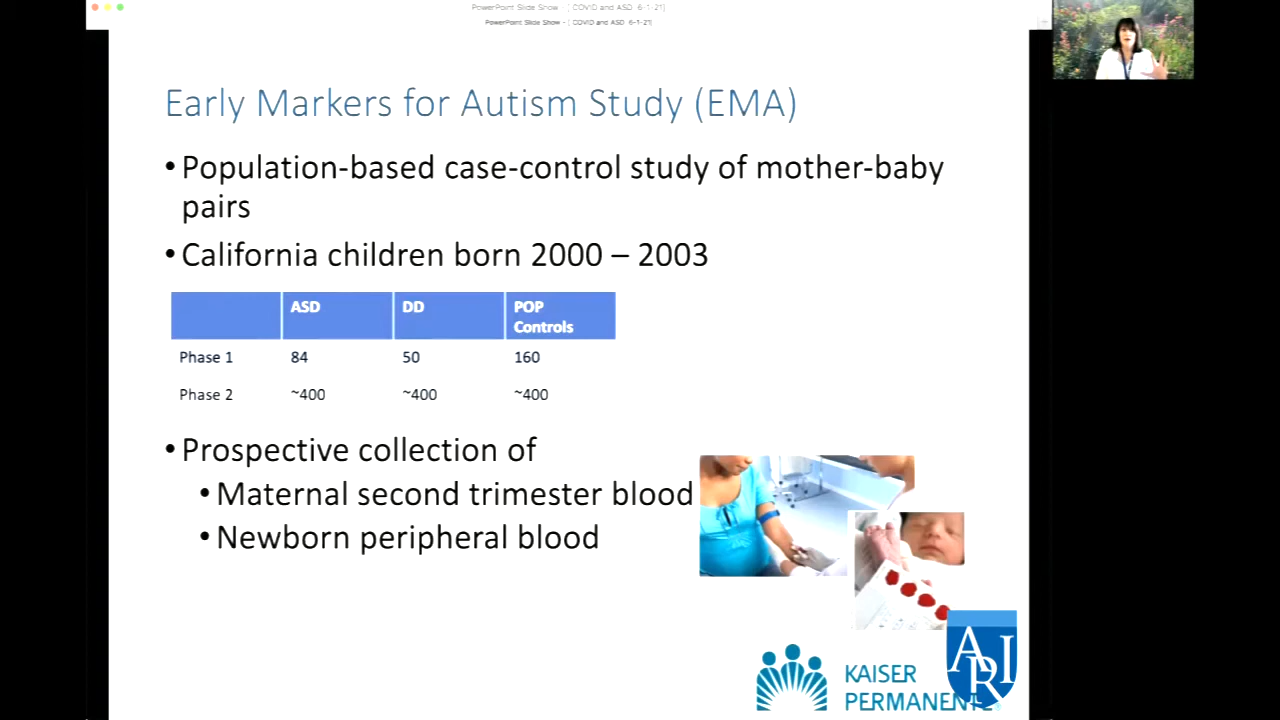 PowerPoint Slide Show - [ COVID and ASD 6-1-21]
PowerPoint Slide Show - [ COVID and ASD 6-1-21]
Early Markers for Autism Study (EMA)
• Population-based case-control study of mother-baby
pairs
• California children born 2000 – 2003
ASD DD POP
Controls
Phase 1 84 50 160
Phase 2 ~400 ~400 ~400
• Prospective collection of
• Maternal second trimester blood
• Newborn peripheral blood
KAISER
PERMANENTE
ARI